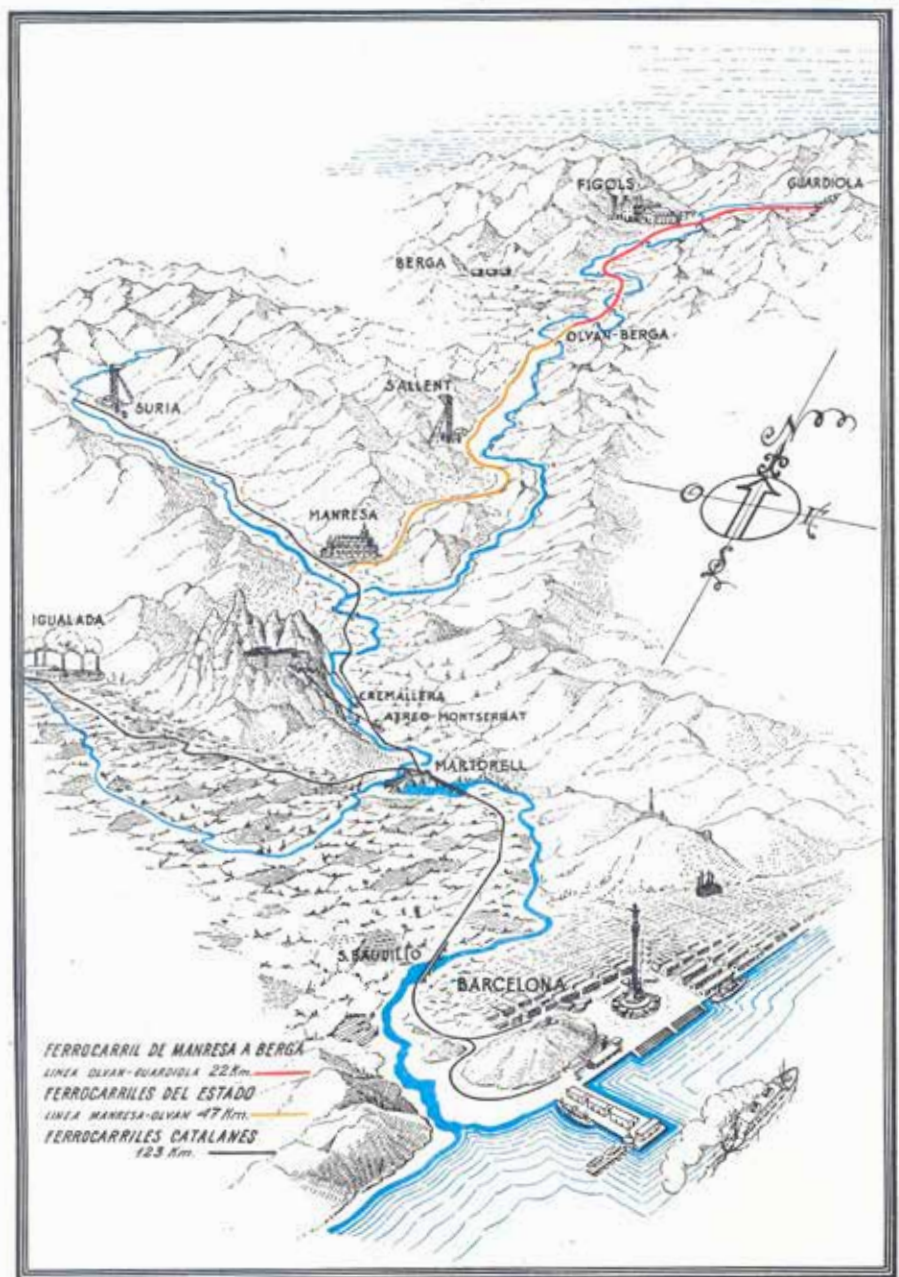 FIGOLS
GUARDIOLA
BERGA
OLVAN-BERGA
SALLENT
SURIA
N
O
E
S
MANRESA
IGUALADA
CREMALLERA
AEREO-MONTSERRAT
MARTORELL
S. BAUDILIO
BARCELONA
FERROCARRIL DE MANRESA A BERGA
LINEA OLVAN-GUARDIOLA 22 Km.
FERROCARRILES DEL ESTADO
LINEA MANRESA-OLVAN 47 Km.
FERROCARRILES CATALANES
123 Km.